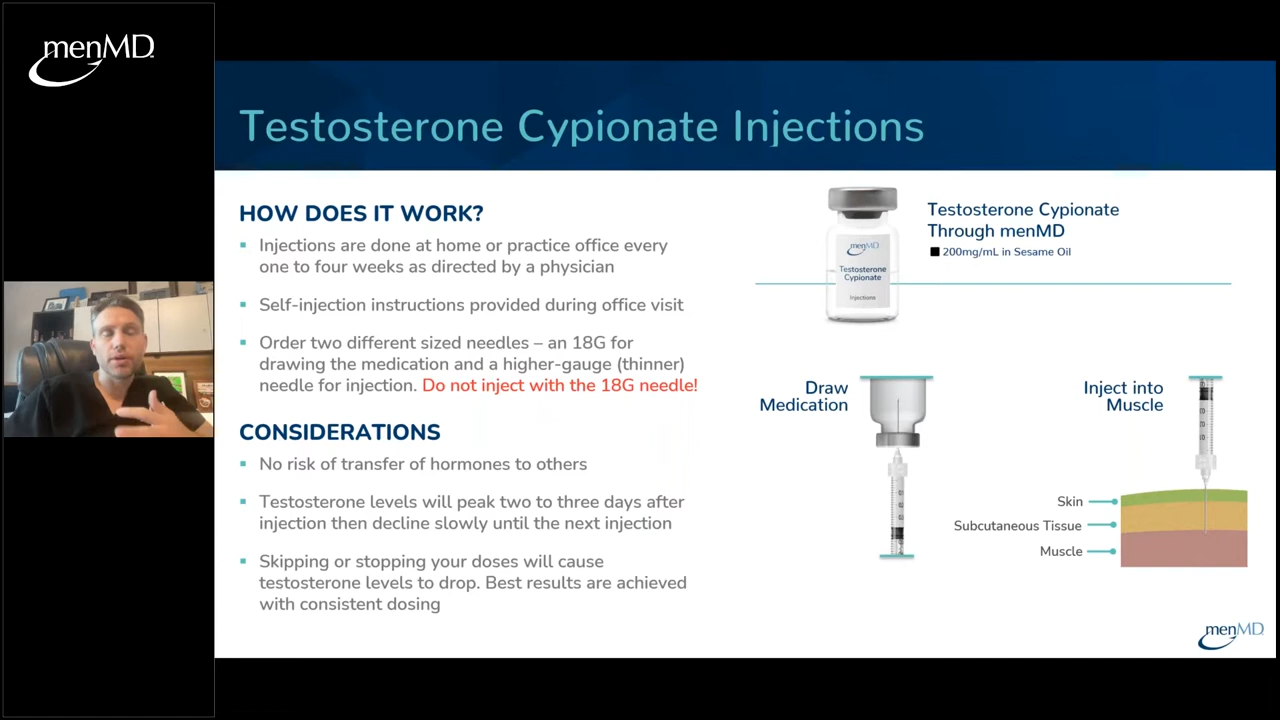 menMD
Testosterone Cypionate Injections
HOW DOES IT WORK?
Injections are done at home or practice office every
one to four weeks as directed by a physician
Self-injection instructions provided during office visit
Order two different sized needles – an 18G for
drawing the medication and a higher-gauge (thinner)
needle for injection. Do not inject with the 18G needle!
CONSIDERATIONS
No risk of transfer of hormones to others
Testosterone levels will peak two to three days after
injection then decline slowly until the next injection
Skipping or stopping your doses will cause
testosterone levels to drop. Best results are achieved
with consistent dosing
menMD
Testosterone
Cypionate
Injections
Testosterone Cypionate
Through menMD
200mg/mL in Sesame Oil
Draw
Medication
Inject into
Muscle
Skin
Subcutaneous Tissue
Muscle
menMD